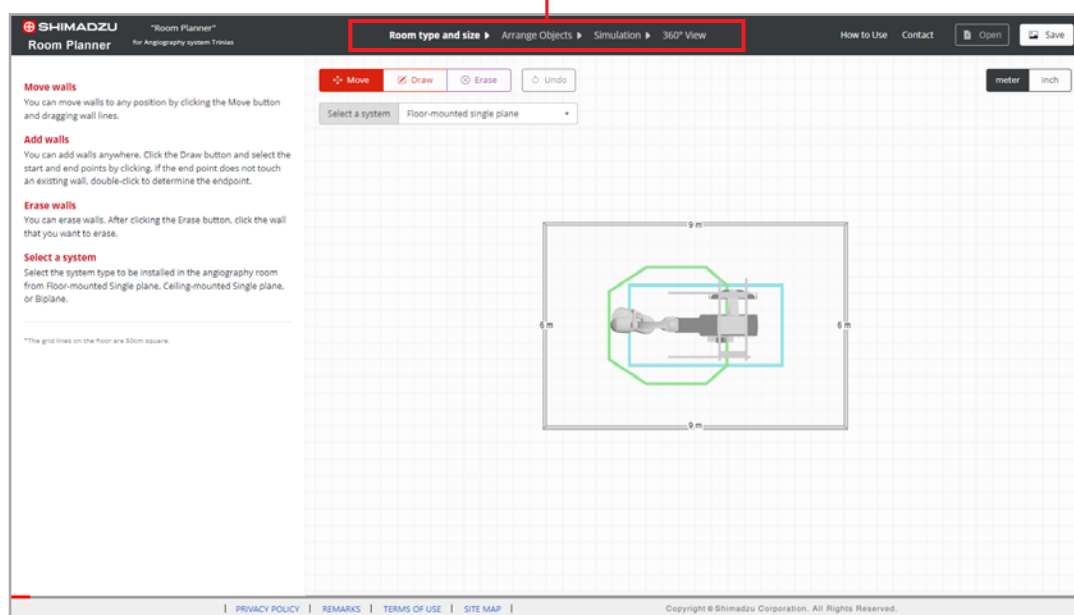 SHIMADZU
Room Planner
"Room Planner"
for Angiography system Trinias
Room type and size ▶ Arrange Objects ▶ Simulation ▶ 360° View
How to Use
Contact
Open
Save
Move walls
You can move walls to any position by clicking the Move button
and dragging wall lines.
Add walls
You can add walls anywhere. Click the Draw button and select the
start and end points by clicking. if the end point does not touch
an existing wall, double-click to determine the endpoint.
Erase walls
You can erase walls. After clicking the Erase button, click the wall
that you want to erase.
Select a system
Select the system type to be installed in the angiography room
from Floor-mounted Single plane, Ceiling-mounted Single plane,
or Biplane.
*The grid lines on the floor are 50cm square.
Move
Draw
Erase
Undo
meter
inch
Select a system
Floor-mounted single plane
9 m
6 m
6 m
9 m
| PRIVACY POLICY | REMARKS | TERMS OF USE | SITE MAP |
Copyright © Shimadzu Corporation. All Rights Reserved.